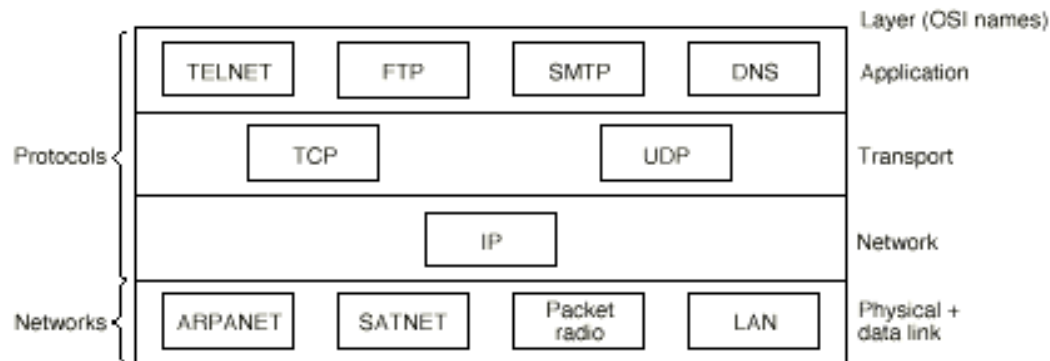 Layer (OSI names)
TELNET FTP SMTP DNS Application
Protocols TCP UDP Transport
IP Network
Networks ARPANET SATNET Packet radio LAN Physical + data link